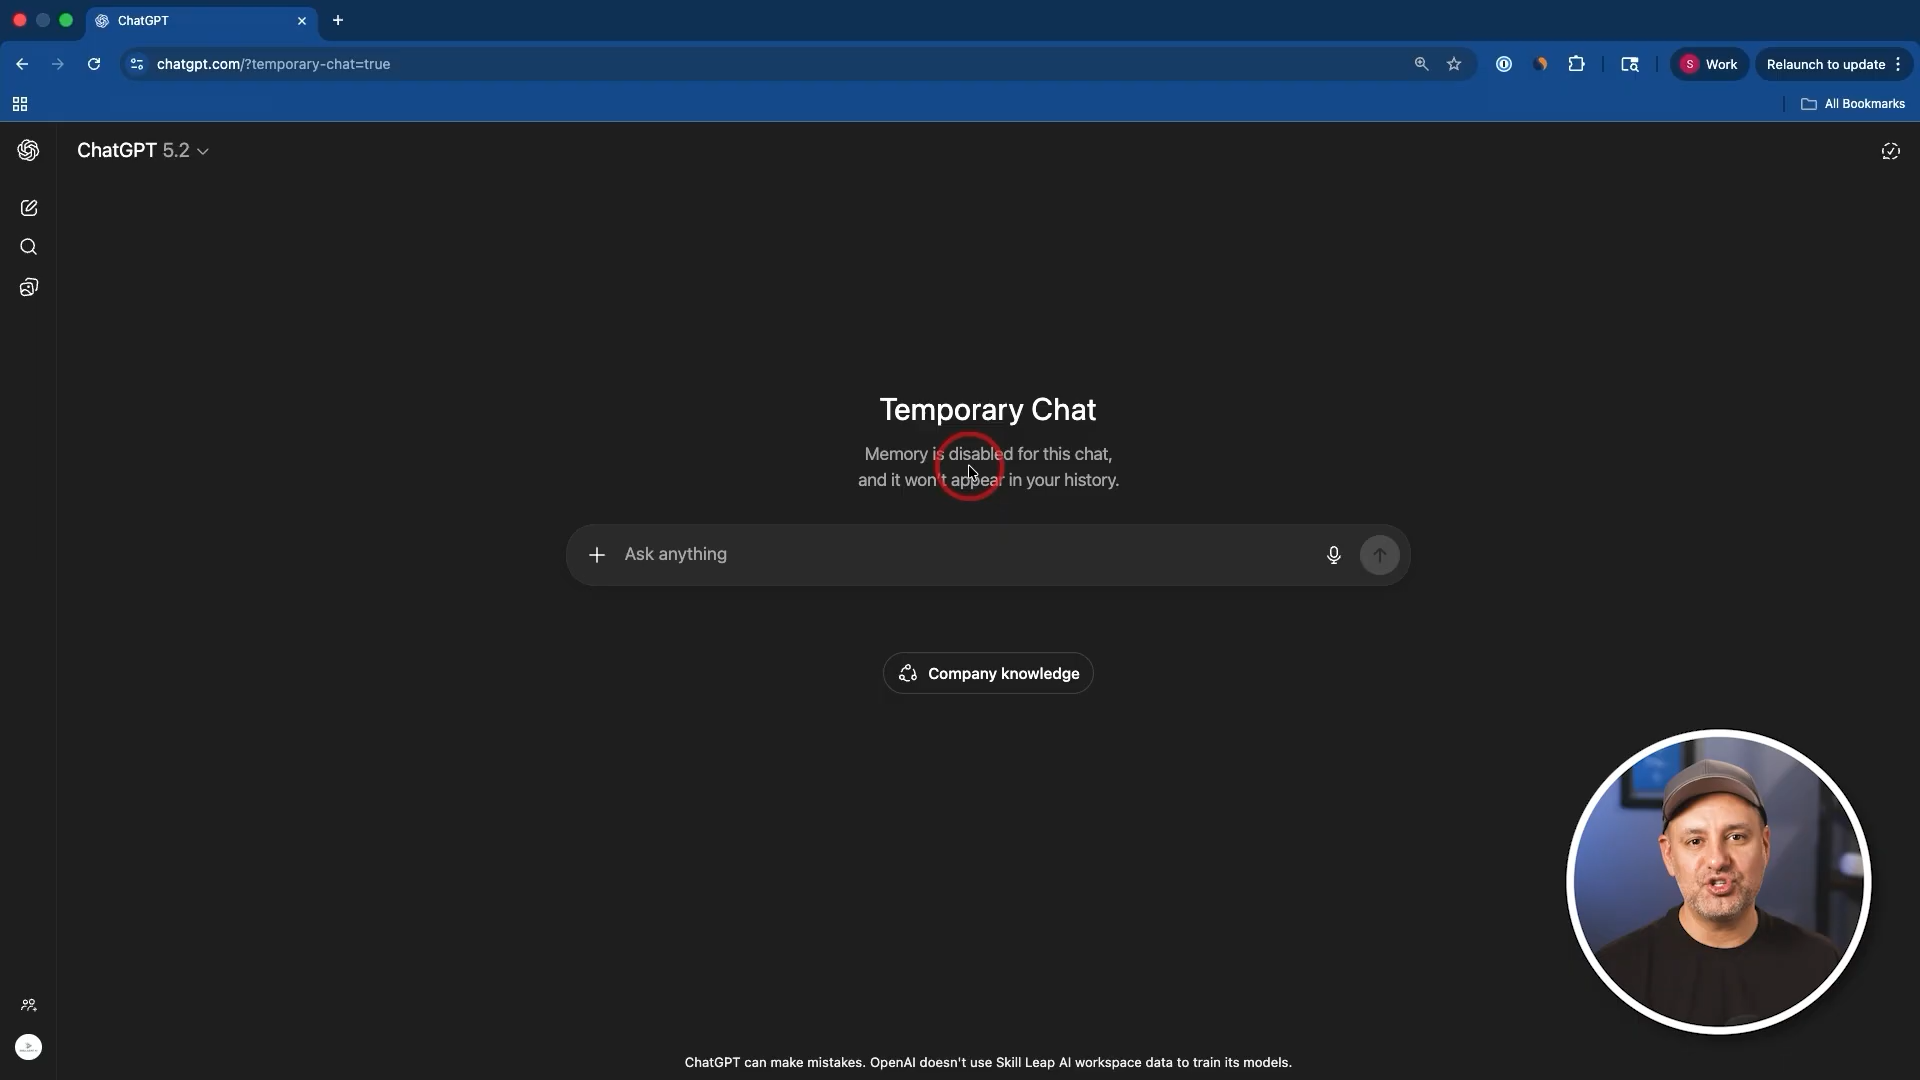 ChatGPT
chatgpt.com/?temporary-chat=true
S Work
Relaunch to update
All Bookmarks
ChatGPT 5.2
Temporary Chat
Memory is disabled for this chat,
and it won't appear in your history.
Ask anything
Company knowledge
ChatGPT can make mistakes. OpenAI doesn't use Skill Leap AI workspace data to train its models.